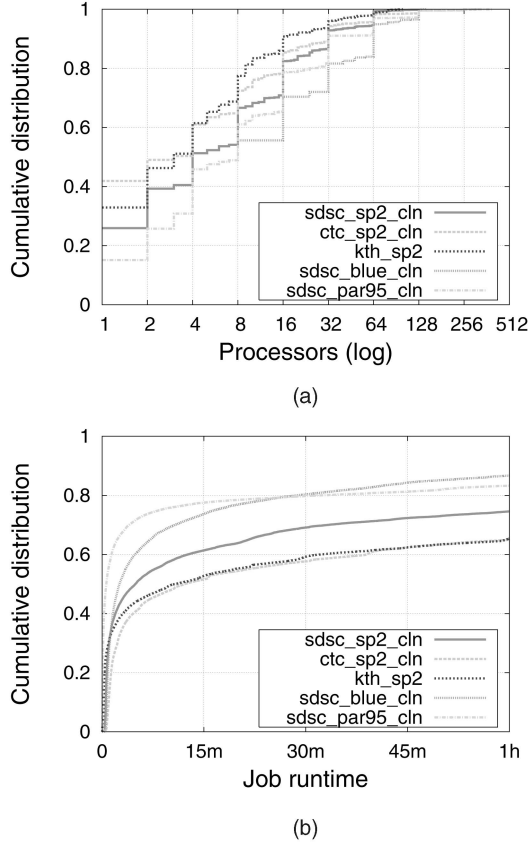 Cumulative distribution
1
0.8
0.6
0.4
0.2
0
sdsc_sp2_cln
ctc_sp2_cln
kth_sp2
sdsc_blue_cln
sdsc_par95_cln
1 2 4 8 16 32 64 128 256 512
Processors (log)
(a)
Cumulative distribution
1
0.8
0.6
0.4
0.2
0
sdsc_sp2_cln
ctc_sp2_cln
kth_sp2
sdsc_blue_cln
sdsc_par95_cln
0 15m 30m 45m 1h
Job runtime
(b)